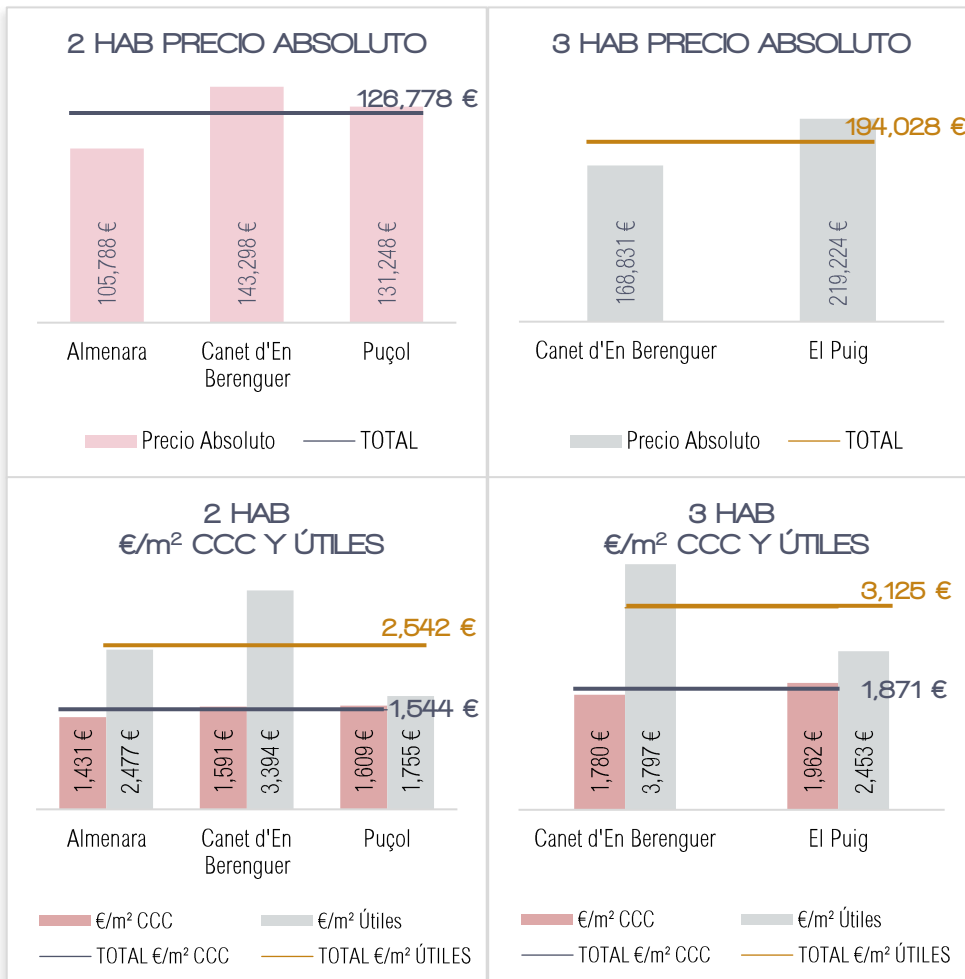 2 HAB PRECIO ABSOLUTO
126,778 €
105,788 €
143,298 €
131,248 €
Almenara
Canet d'En
Berenguer
Puçol
Precio Absoluto
TOTAL
3 HAB PRECIO ABSOLUTO
194,028 €
168,831 €
219,224 €
Canet d'En Berenguer
El Puig
Precio Absoluto
TOTAL
2 HAB
€/m² CCC Y ÚTILES
2,542 €
1,544 €
1,431 €
2,477 €
1,591 €
3,394 €
1,609 €
1,755 €
Almenara
Canet d'En
Berenguer
Puçol
€/m² CCC
€/m² Útiles
TOTAL €/m² CCC
TOTAL €/m² ÚTILES
3 HAB
€/m² CCC Y ÚTILES
3,125 €
1,871 €
1,780 €
3,797 €
1,962 €
2,453 €
Canet d'En Berenguer
El Puig
€/m² CCC
€/m² Útiles
TOTAL €/m² CCC
TOTAL €/m² ÚTILES